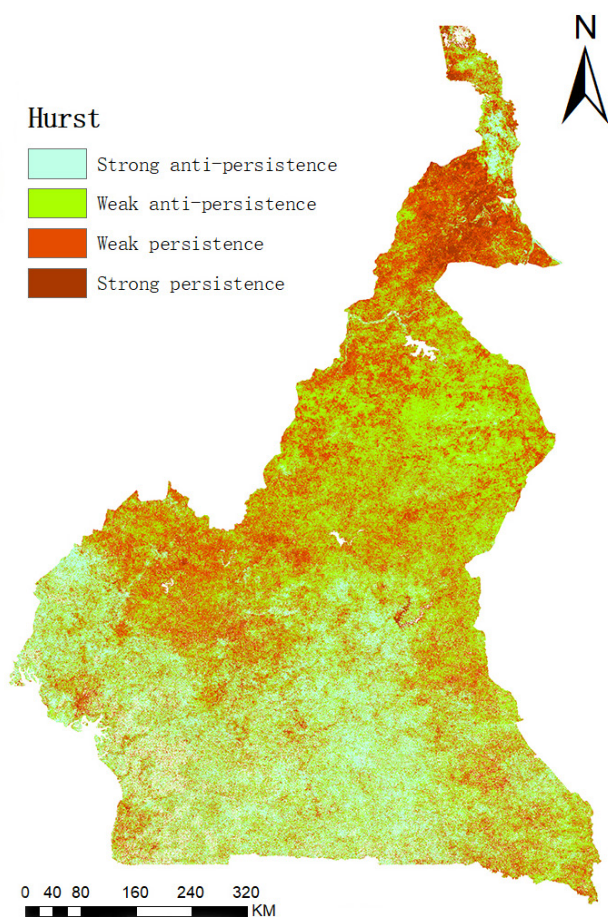 N
Hurst
Strong anti-persistence
Weak anti-persistence
Weak persistence
Strong persistence
0 40 80 160 240 320
KM